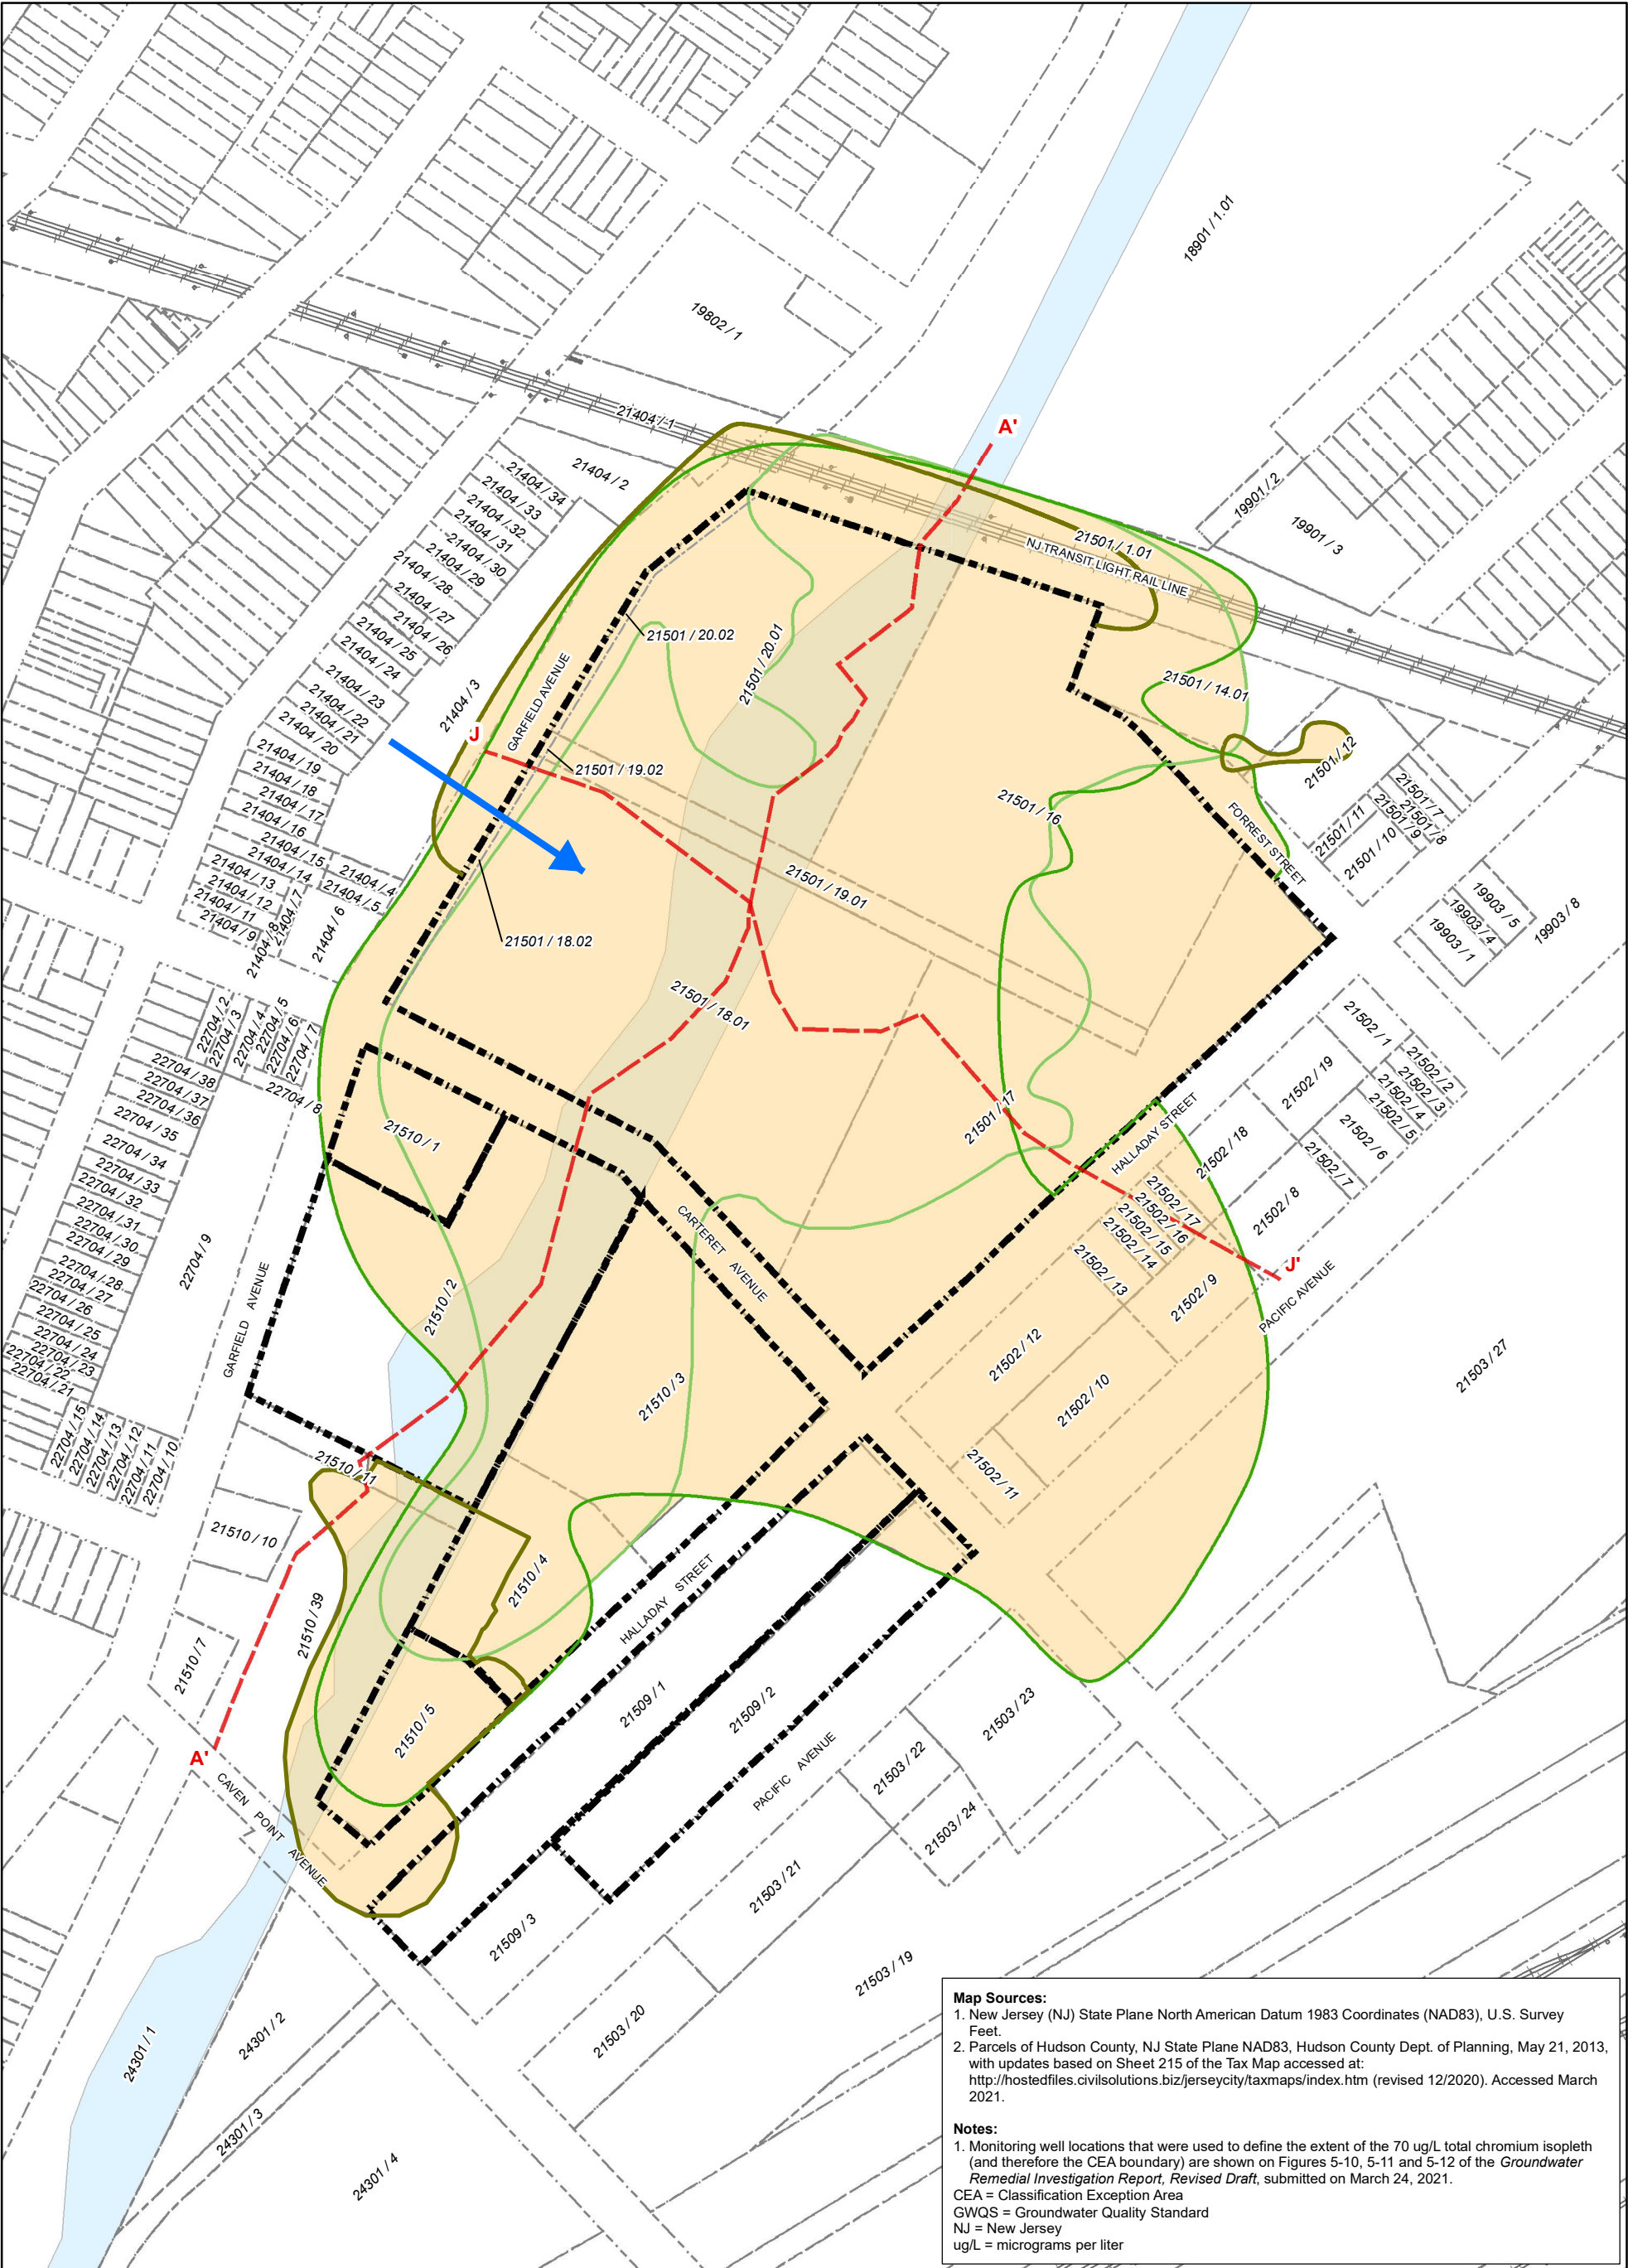 18901 / 1.01
19802 / 1
A'
21404 / 1
21404 / 2
21404 / 34
21404 / 33
21404 / 32
21404 / 31
21404 / 30
21404 / 29
21404 / 28
21404 / 27
21404 / 26
21404 / 25
21404 / 24
21404 / 23
21404 / 22
21404 / 21
21404 / 20
21404 / 19
21404 / 18
21404 / 17
21404 / 16
21404 / 15
21404 / 14
21404 / 13
21404 / 12
21404 / 11
21404 / 9
21404 / 8
21404 / 7
21404 / 6
21404 / 5
21404 / 4
21404 / 3
J
GARFIELD AVENUE
21501 / 20.02
21501 / 20.01
21501 / 19.02
21501 / 18.02
21501 / 19.01
21501 / 18.01
21501 / 16
21501 / 17
21501 / 1.01
NJ TRANSIT LIGHT RAIL LINE
21501 / 14.01
21501 / 12
21501 / 7
21501 / 8
21501 / 9
21501 / 10
21501 / 11
FORREST STREET
19901 / 2
19901 / 3
19903 / 5
19903 / 4
19903 / 1
19903 / 8
22704 / 2
22704 / 3
22704 / 4
22704 / 5
22704 / 6
22704 / 7
22704 / 8
22704 / 38
22704 / 37
22704 / 36
22704 / 35
22704 / 34
22704 / 33
22704 / 32
22704 / 31
22704 / 30
22704 / 29
22704 / 28
22704 / 27
22704 / 26
22704 / 25
22704 / 24
22704 / 23
22704 / 22
22704 / 21
22704 / 15
22704 / 14
22704 / 13
22704 / 12
22704 / 11
22704 / 10
22704 / 9
GARFIELD AVENUE
21510 / 1
21510 / 2
21510 / 3
CARTERET AVENUE
HALLADAY STREET
21502 / 1
21502 / 2
21502 / 3
21502 / 4
21502 / 5
21502 / 6
21502 / 7
21502 / 8
21502 / 19
21502 / 18
21502 / 17
21502 / 16
21502 / 15
21502 / 14
21502 / 13
21502 / 12
21502 / 9
21502 / 10
21502 / 11
J'
PACIFIC AVENUE
21503 / 27
21510 / 11
21510 / 10
21510 / 39
21510 / 4
21510 / 7
21510 / 5
A'
CAVEN POINT AVENUE
HALLADAY STREET
21509 / 1
21509 / 2
21509 / 3
PACIFIC AVENUE
21503 / 23
21503 / 22
21503 / 24
21503 / 21
21503 / 19
21503 / 20
24301 / 1
24301 / 2
24301 / 3
24301 / 4
Map Sources:
1. New Jersey (NJ) State Plane North American Datum 1983 Coordinates (NAD83), U.S. Survey
Feet.
2. Parcels of Hudson County, NJ State Plane NAD83, Hudson County Dept. of Planning, May 21, 2013,
with updates based on Sheet 215 of the Tax Map accessed at:
http://hostedfiles.civilsolutions.biz/jerseycity/taxmaps/index.htm (revised 12/2020). Accessed March
2021.
Notes:
1. Monitoring well locations that were used to define the extent of the 70 ug/L total chromium isopleth
(and therefore the CEA boundary) are shown on Figures 5-10, 5-11 and 5-12 of the Groundwater
Remedial Investigation Report, Revised Draft, submitted on March 24, 2021.
CEA = Classification Exception Area
GWQS = Groundwater Quality Standard
NJ = New Jersey
ug/L = micrograms per liter